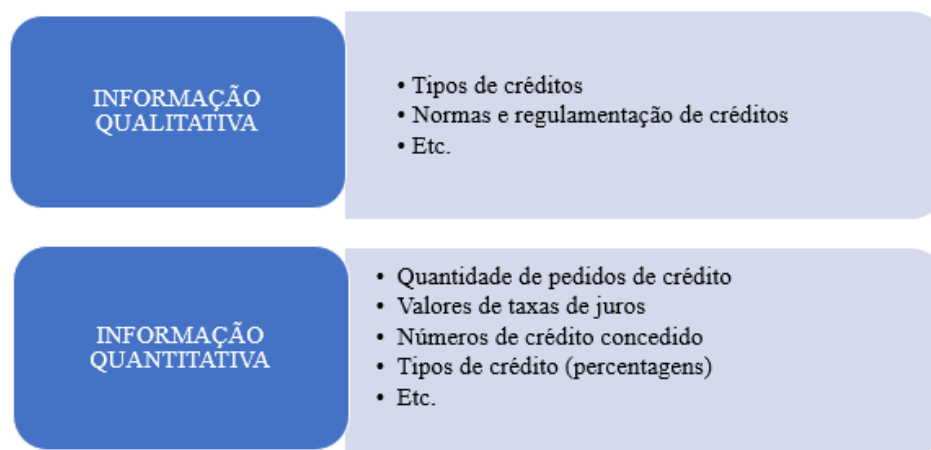 INFORMAÇÃO
QUALITATIVA
• Tipos de créditos
• Normas e regulamentação de créditos
• Etc.
INFORMAÇÃO
QUANTITATIVA
• Quantidade de pedidos de crédito
• Valores de taxas de juros
• Números de crédito concedido
• Tipos de crédito (percentagens)
• Etc.